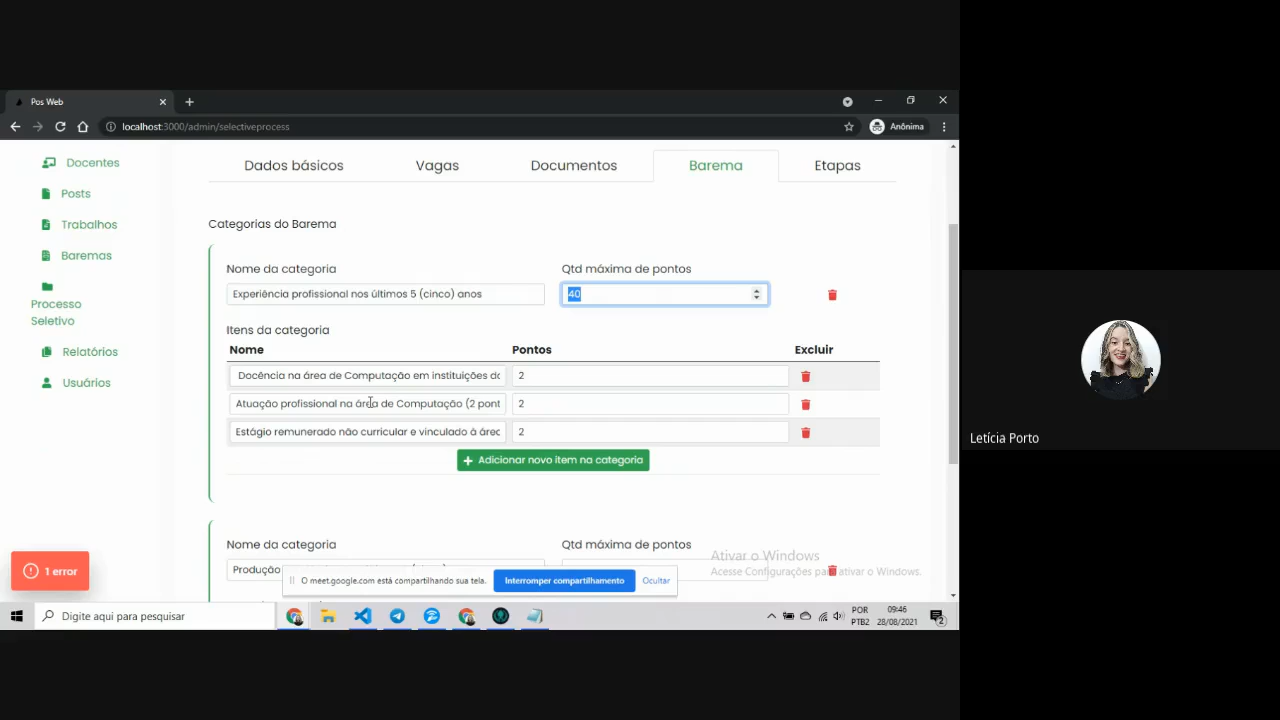 Pos Web
localhost:3000/admin/selectiveprocess
Anônima
Docentes
Posts
Trabalhos
Baremas
Processo
Seletivo
Relatórios
Usuários
Dados básicos
Vagas
Documentos
Barema
Etapas
Categorias do Barema
Nome da categoria
Qtd máxima de pontos
Experiência profissional nos últimos 5 (cinco) anos
40
Itens da categoria
Nome Pontos Excluir
Docência na área de Computação em instituições 2
Atuação profissional na área de Computação (2 pont 2
Estágio remunerado não curricular e vinculado à 2
+ Adicionar novo item na categoria
Nome da categoria
Qtd máxima de pontos
Produção
1 error
Ativar o Windows
Acesse Configurações ativar o Windows.
O meet.google.com está compartilhando sua tela.
Interromper compartilhamento
Ocultar
Digite aqui para pesquisar
POR
PTB2
09:46
28/08/2021
2
Letícia Porto